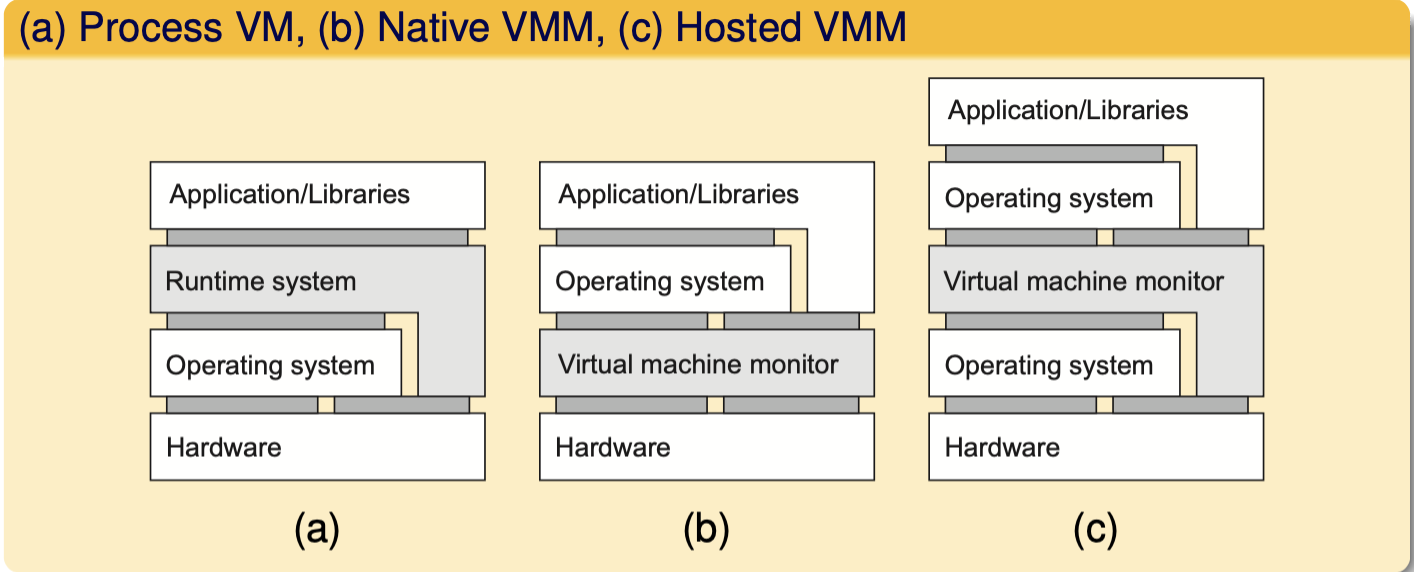 (a) Process VM, (b) Native VMM, (c) Hosted VMM
Application/Libraries
Runtime system
Operating system
Hardware
(a)
Application/Libraries
Operating system
Virtual machine monitor
Hardware
(b)
Application/Libraries
Operating system
Virtual machine monitor
Operating system
Hardware
(c)